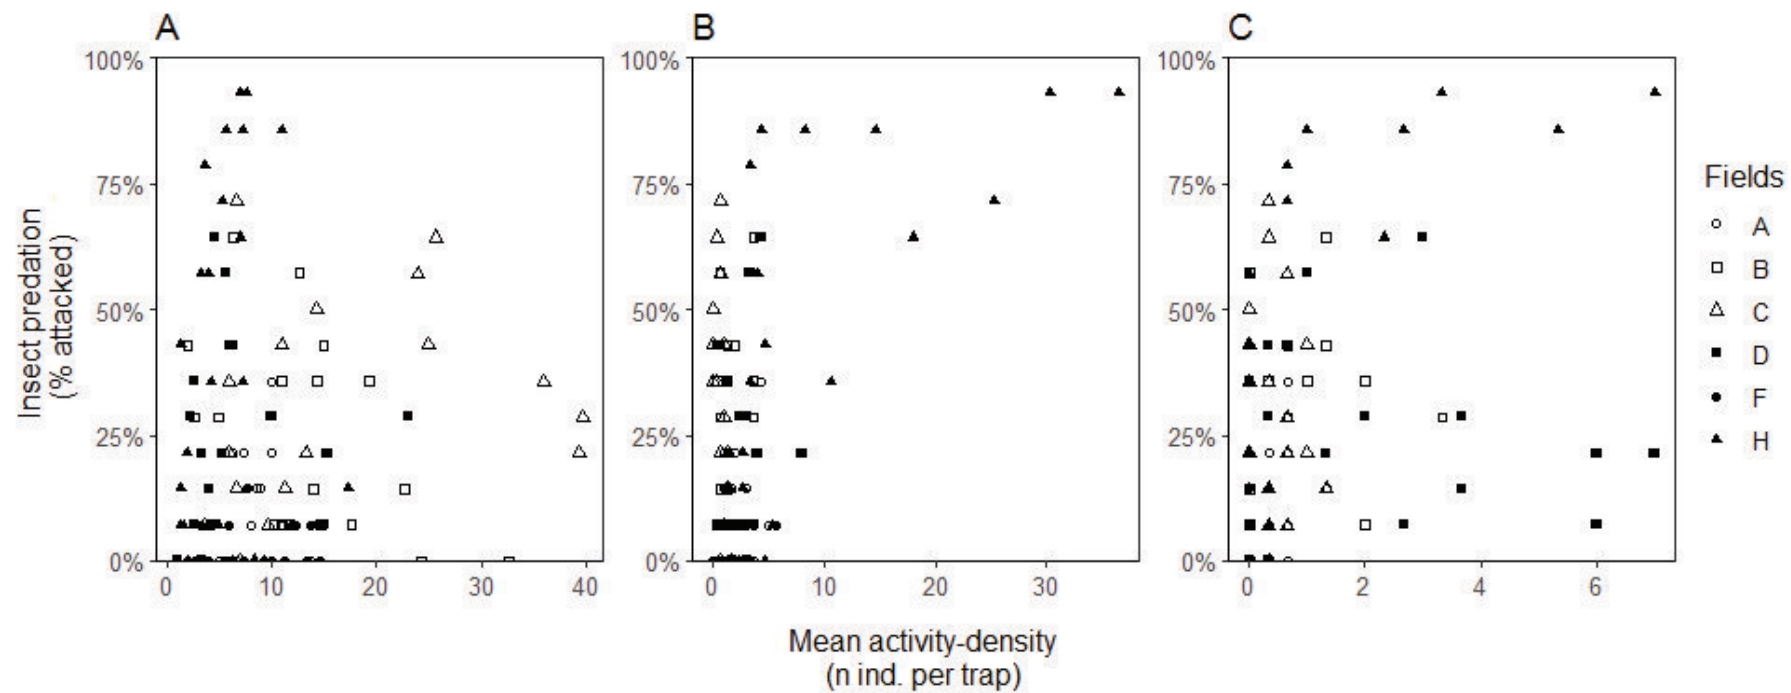 A
B
C
100%
75%
50%
25%
0%
0 10 20 30 40
100%
75%
50%
25%
0%
0 10 20 30
100%
75%
50%
25%
0%
0 2 4 6
Insect predation
(% attacked)
Mean activity-density
(n ind. per trap)
Fields
A
B
C
D
F
H